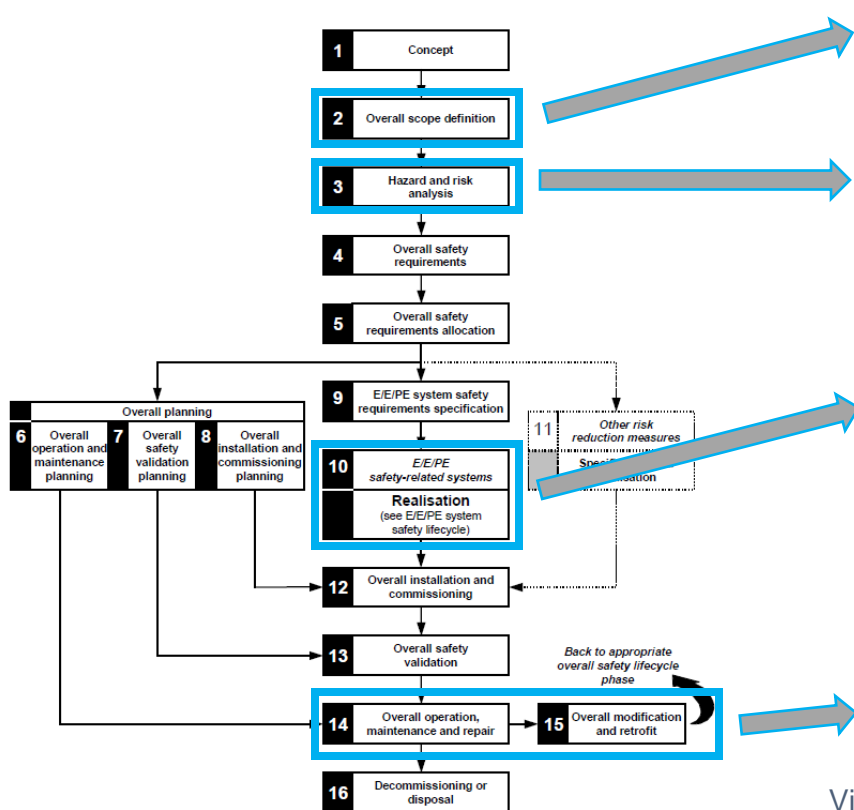 1
Concept
2
Overall scope definition
3
Hazard and risk
analysis
4
Overall safety
requirements
5
Overall safety
requirements allocation
Overall planning
6
Overall
operation and
maintenance
planning
7
Overall
safety
validation
planning
8
Overall
installation and
commissioning
planning
9
E/E/PE system safety
requirements specification
10
E/E/PE
safety-related systems
Realisation
(see E/E/PE system
safety lifecycle)
11
Other risk
reduction measures
12
Overall installation and
commissioning
13
Overall safety
validation
Back to appropriate
overall safety lifecycle
phase
14
Overall operation,
maintenance and repair
15
Overall modification
and retrofit
16
Decommissioning or
disposal